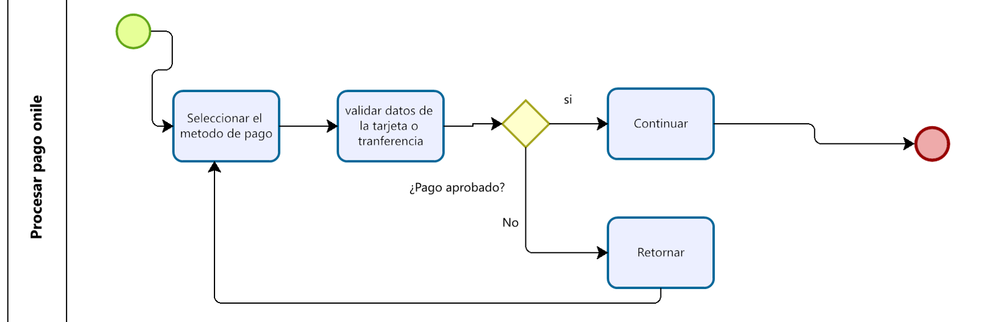 Procesar pago onile
Seleccionar el
metodo de pago
validar datos de
la tarjeta o
tranferencia
si
Continuar
¿Pago aprobado?
No
Retornar